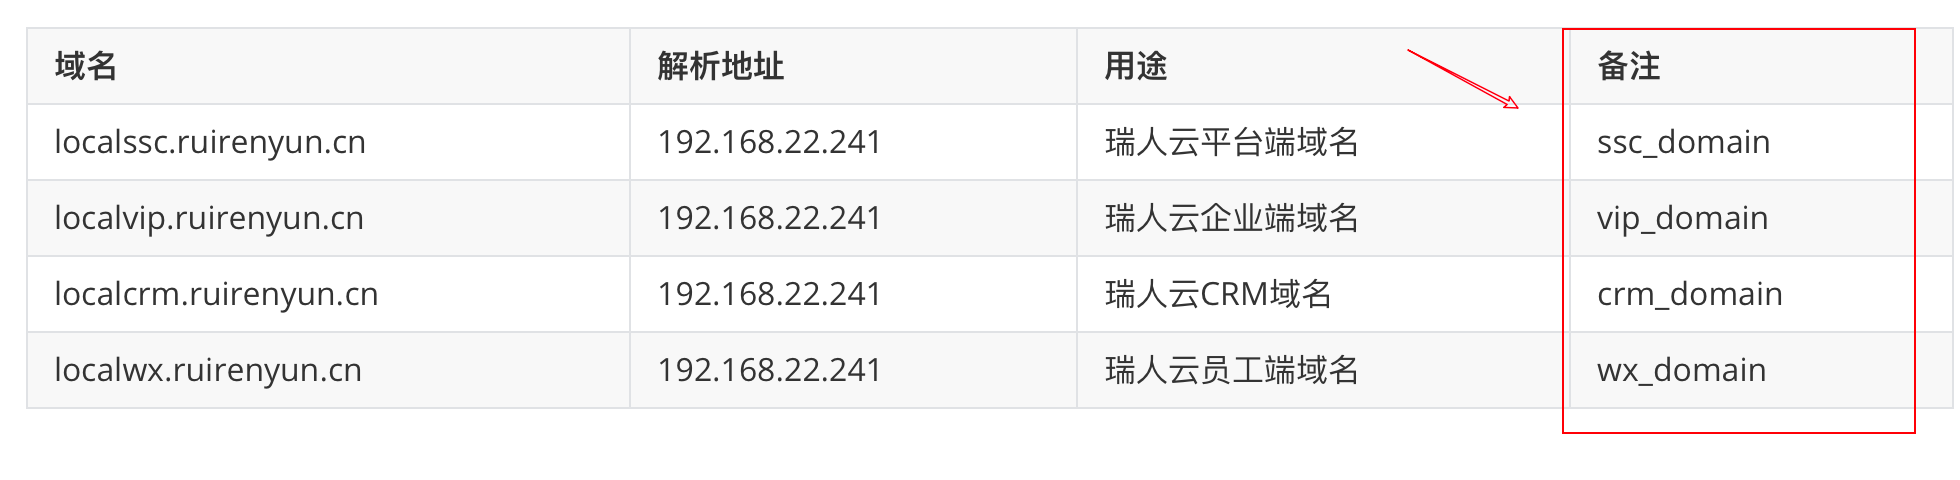 域名 解析地址 用途 备注
localssc.ruirenyun.cn 192.168.22.241 瑞人云平台端域名 ssc_domain
localvip.ruirenyun.cn 192.168.22.241 瑞人云企业端域名 vip_domain
localcrm.ruirenyun.cn 192.168.22.241 瑞人云CRM域名 crm_domain
localwx.ruirenyun.cn 192.168.22.241 瑞人云员工端域名 wx_domain